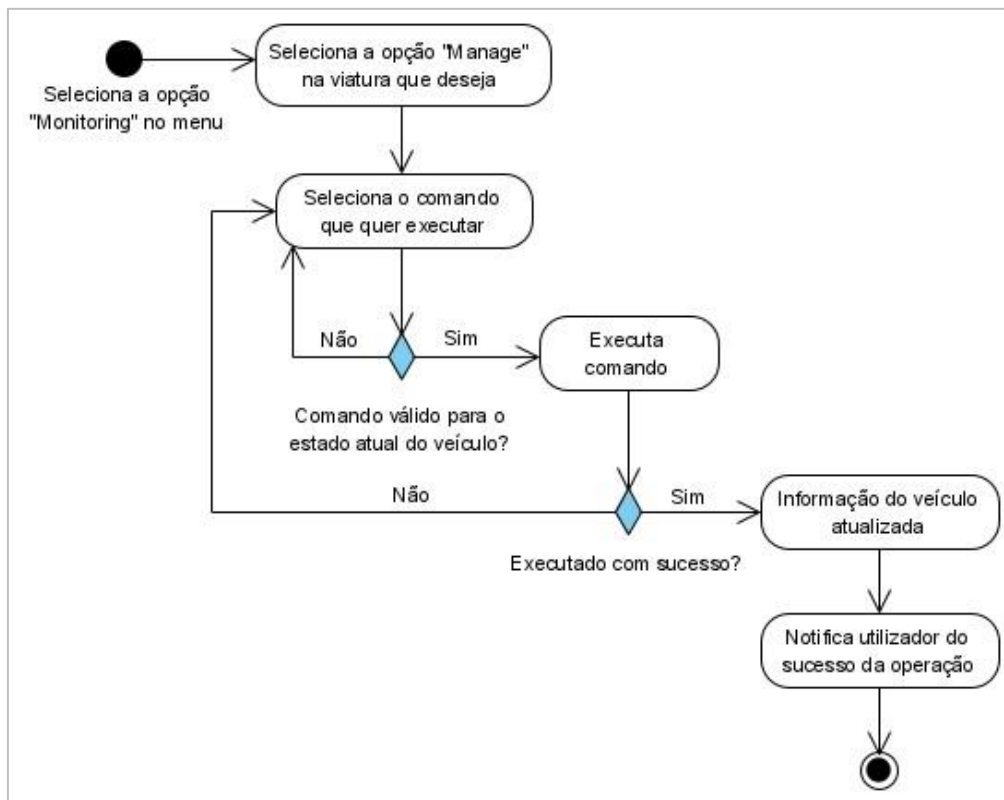 Seleciona a opção "Manage"
na viatura que deseja
Seleciona a opção
"Monitoring" no menu
Seleciona o comando
que quer executar
Não
Sim
Executa
comando
Comando válido para o
estado atual do veículo?
Não
Sim
Informação do veículo
atualizada
Executado com sucesso?
Notifica utilizador do
sucesso da operação